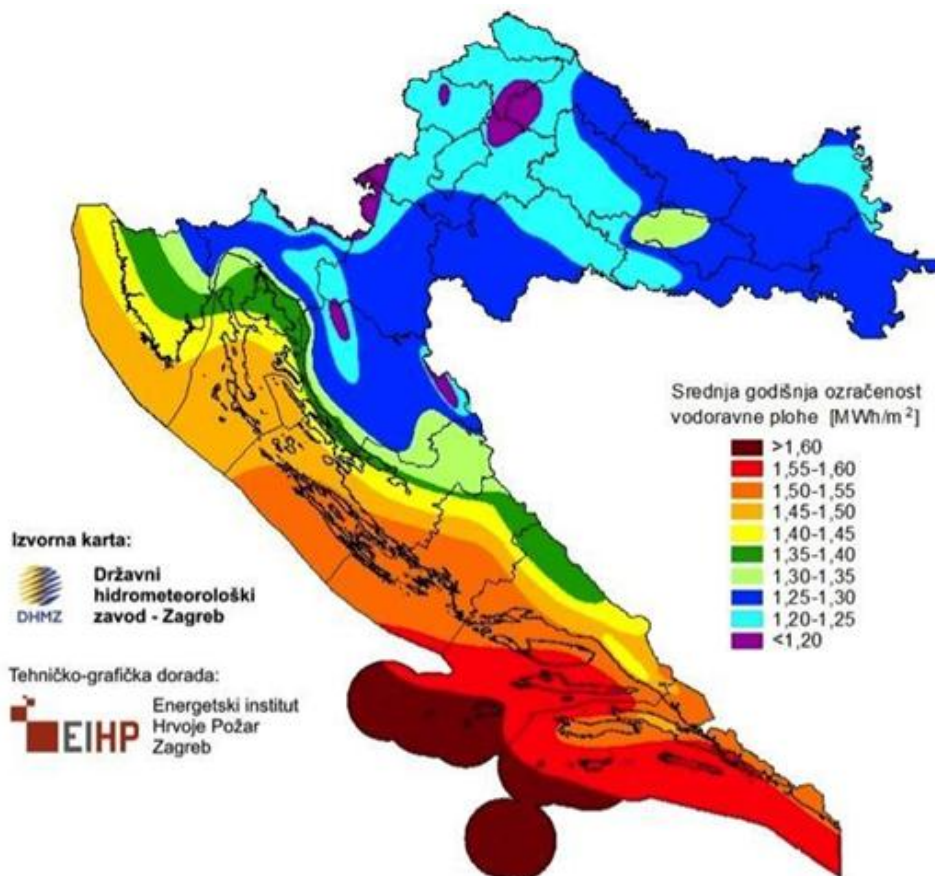 Srednja godišnja ozračenost
vodoravne plohe [MWh/m²]
>1,60
1,55-1,60
1,50-1,55
1,45-1,50
1,40-1,45
1,35-1,40
1,30-1,35
1,25-1,30
1,20-1,25
<1,20
Izvorna karta:
DHMZ
Državni
hidrometeorološki
zavod - Zagreb
Tehničko-grafička dorada:
EIHP
Energetski institut
Hrvoje Požar
Zagreb